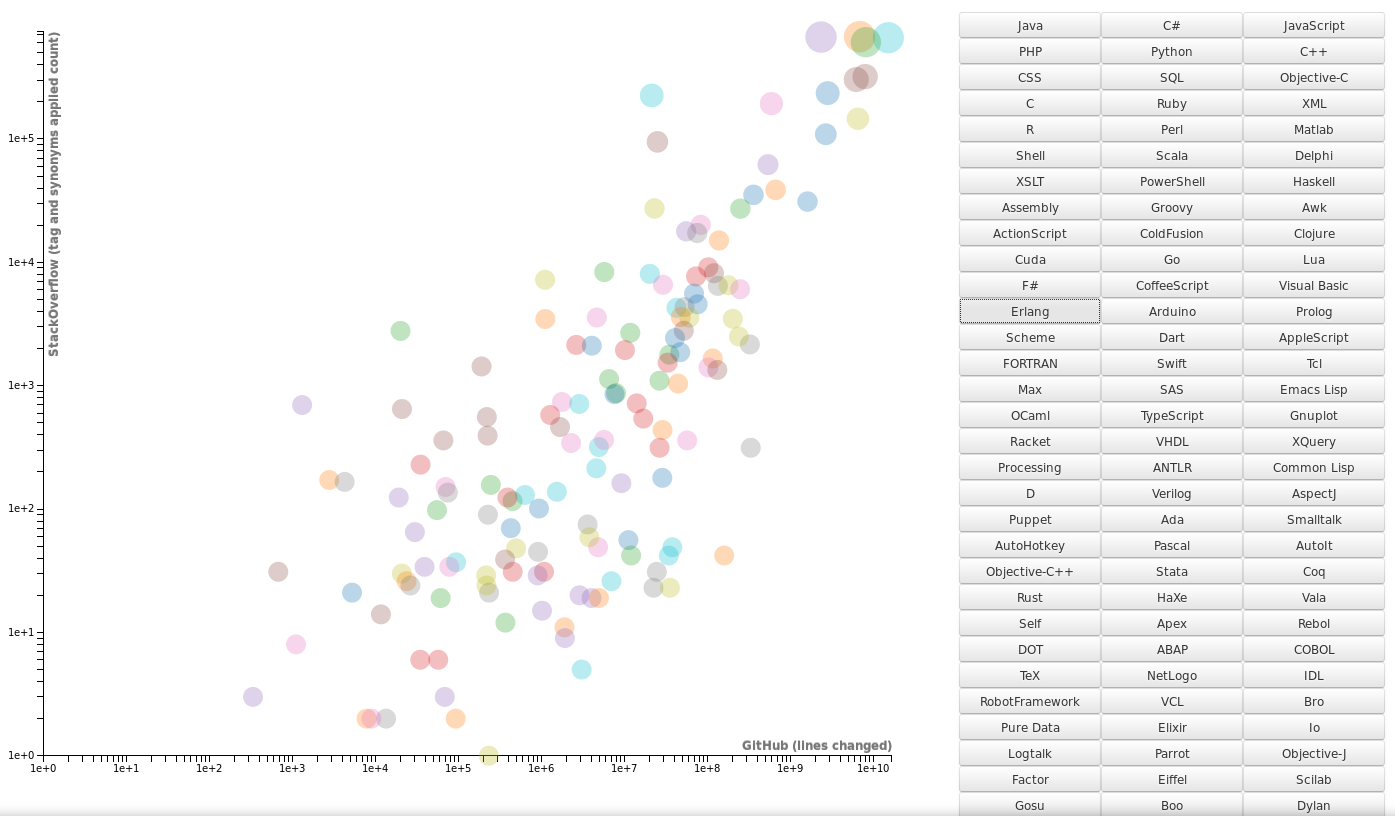 StackOverflow (tag and synonyms applied count)
1e+5
1e+4
1e+3
1e+2
1e+1
1e+0
GitHub (lines changed)
1e+0 1e+1 1e+2 1e+3 1e+4 1e+5 1e+6 1e+7 1e+8 1e+9 1e+10
Java C# JavaScript
PHP Python C++
CSS SQL Objective-C
C Ruby XML
R Perl Matlab
Shell Scala Delphi
XSLT PowerShell Haskell
Assembly Groovy Awk
ActionScript ColdFusion Clojure
Cuda Go Lua
F# CoffeeScript Visual Basic
Erlang Arduino Prolog
Scheme Dart AppleScript
FORTRAN Swift Tcl
Max SAS Emacs Lisp
OCaml TypeScript Gnuplot
Racket VHDL XQuery
Processing ANTLR Common Lisp
D Verilog AspectJ
Puppet Ada Smalltalk
AutoHotkey Pascal AutoIt
Objective-C++ Stata Coq
Rust HaXe Vala
Self Apex Rebol
DOT ABAP COBOL
TeX NetLogo IDL
RobotFramework VCL Bro
Pure Data Elixir Io
Logtalk Parrot Objective-J
Factor Eiffel Scilab
Gosu Boo Dylan